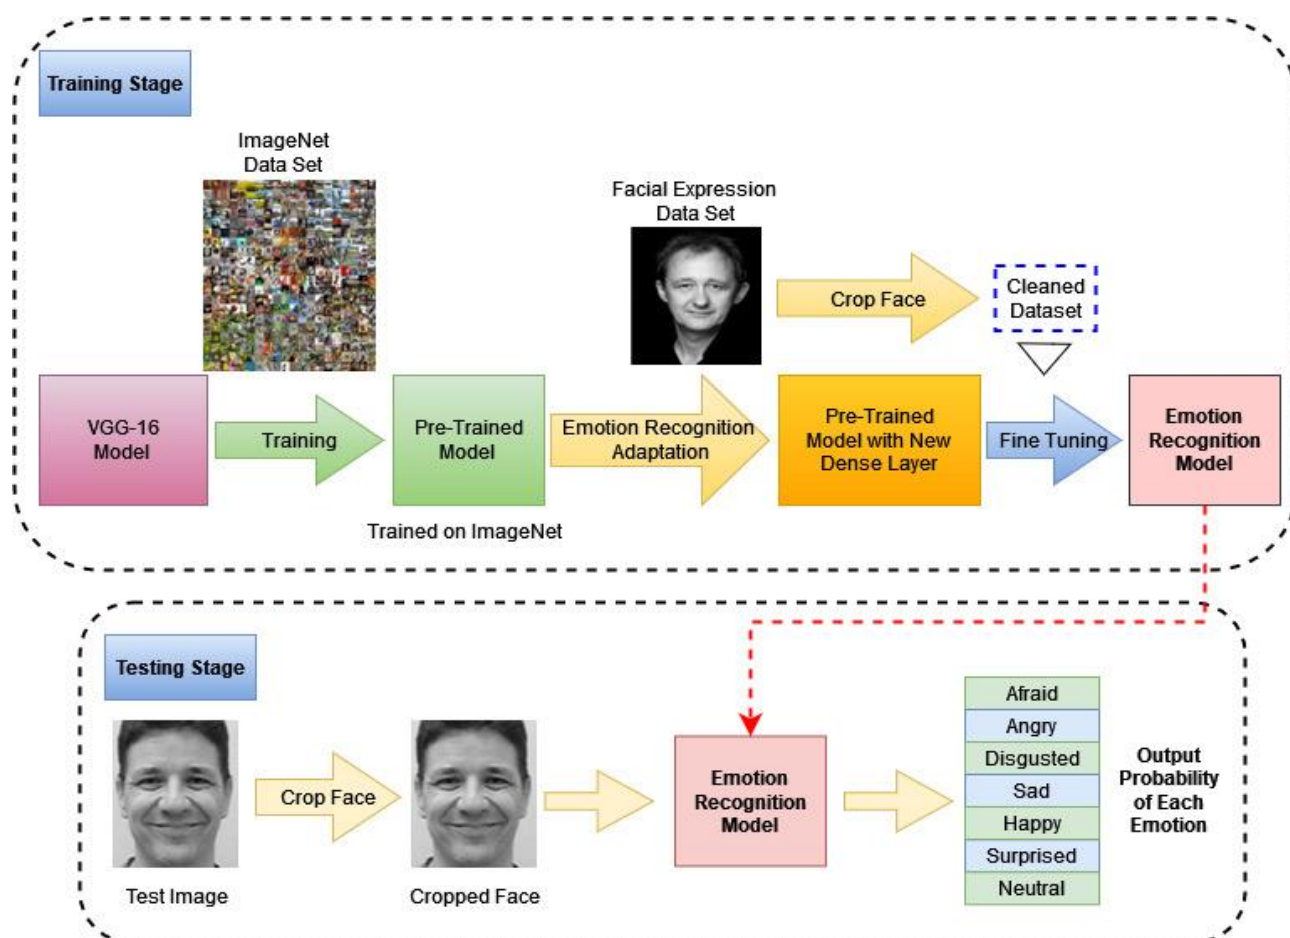 Training Stage
ImageNet
Data Set
Facial Expression
Data Set
Crop Face
Cleaned
Dataset
VGG-16
Model
Training
Pre-Trained
Model
Emotion Recognition
Adaptation
Pre-Trained
Model with New
Dense Layer
Fine Tuning
Emotion
Recognition
Model
Trained on ImageNet
Testing Stage
Test Image
Crop Face
Cropped Face
Emotion
Recognition
Model
Afraid
Angry
Disgusted
Sad
Happy
Surprised
Neutral
Output
Probability
of Each
Emotion